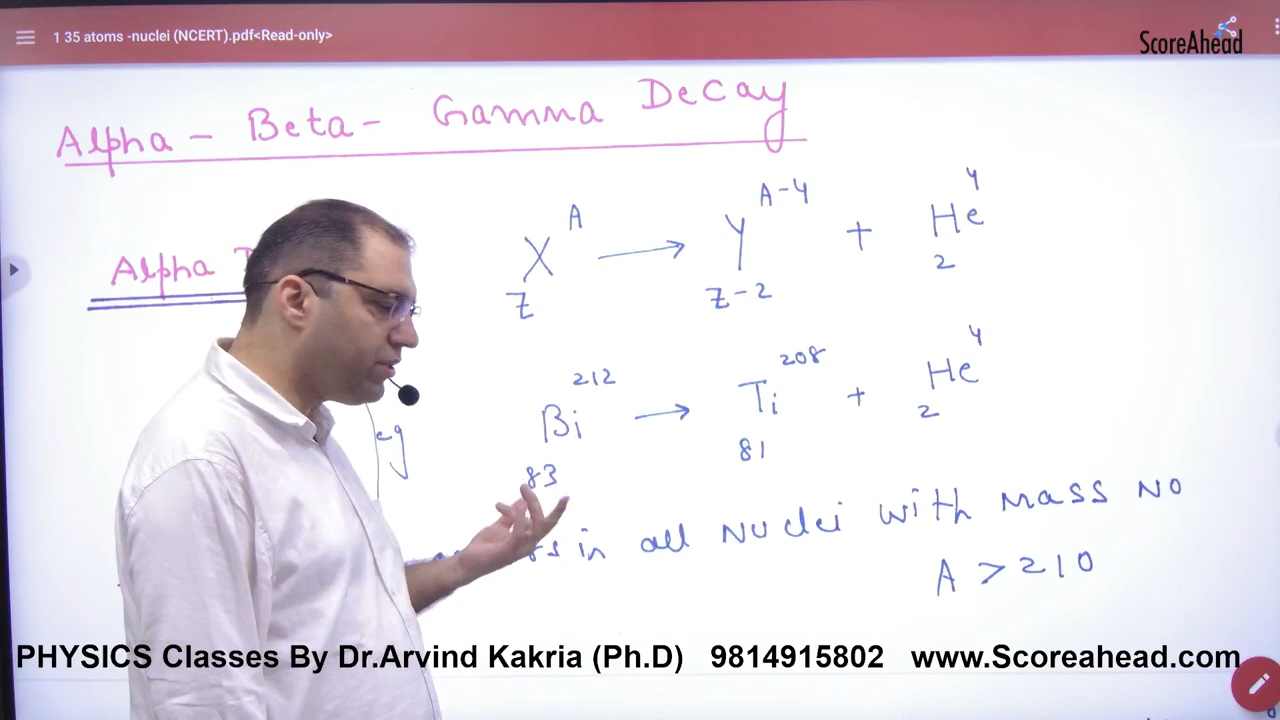 1 35 atoms -nuclei (NCERT).pdf<Read-only>
ScoreAhead
Alpha - Beta - Gamma Decay
Alpha
X A Z → Y A-4 Z-2 + He 4 2
eg
Bi 212 83 → Ti 208 81 + He 4 2
in all Nuclei with mass No
A > 210
PHYSICS Classes By Dr.Arvind Kakria (Ph.D) 9814915802 www.Scoreahead.com